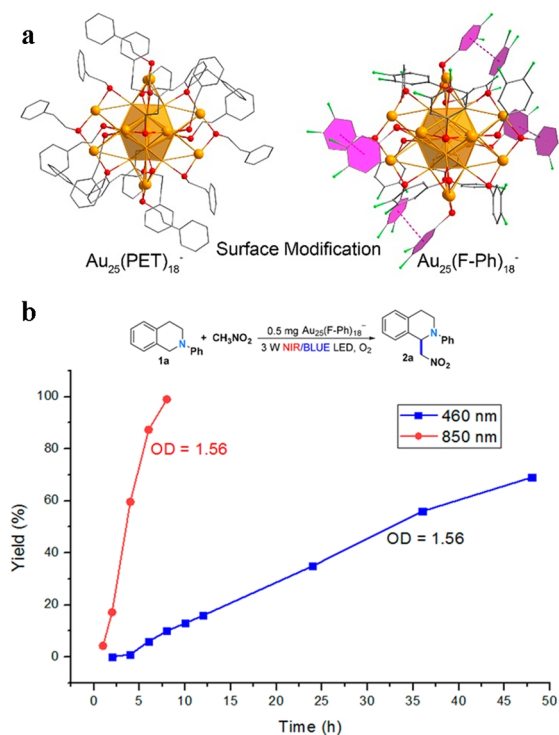 a
Au₂₅(PET)₁₈⁻ Surface Modification Au₂₅(F-Ph)₁₈⁻
b
N Ph 1a + CH₃NO₂ 0.5 mg Au₂₅(F-Ph)₁₈⁻ N Ph 2a NO₂
3 W NIR/BLUE LED, O₂
460 nm
850 nm
OD = 1.56
OD = 1.56
Yield (%)
100
80
60
40
20
0
0 5 10 15 20 25 30 35 40 45 50
Time (h)